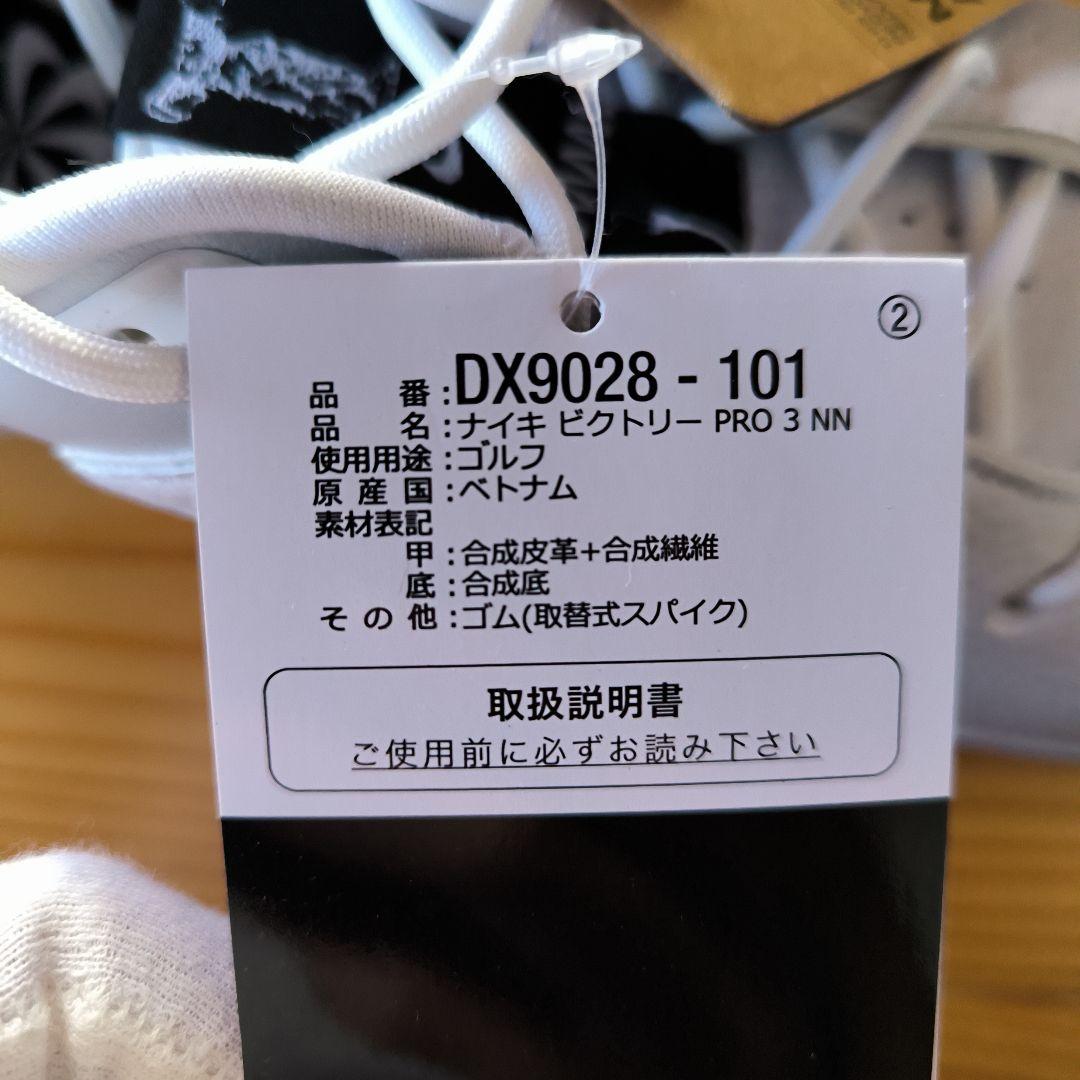 ②
品番:DX9028 - 101
品名:ナイキ ビクトリー PRO 3 NN
使用用途:ゴルフ
原産国:ベトナム
素材表記
甲:合成皮革+合成繊維
底:合成底
その他:ゴム(取替式スパイク)
取扱説明書
ご使用前に必ずお読み下さい